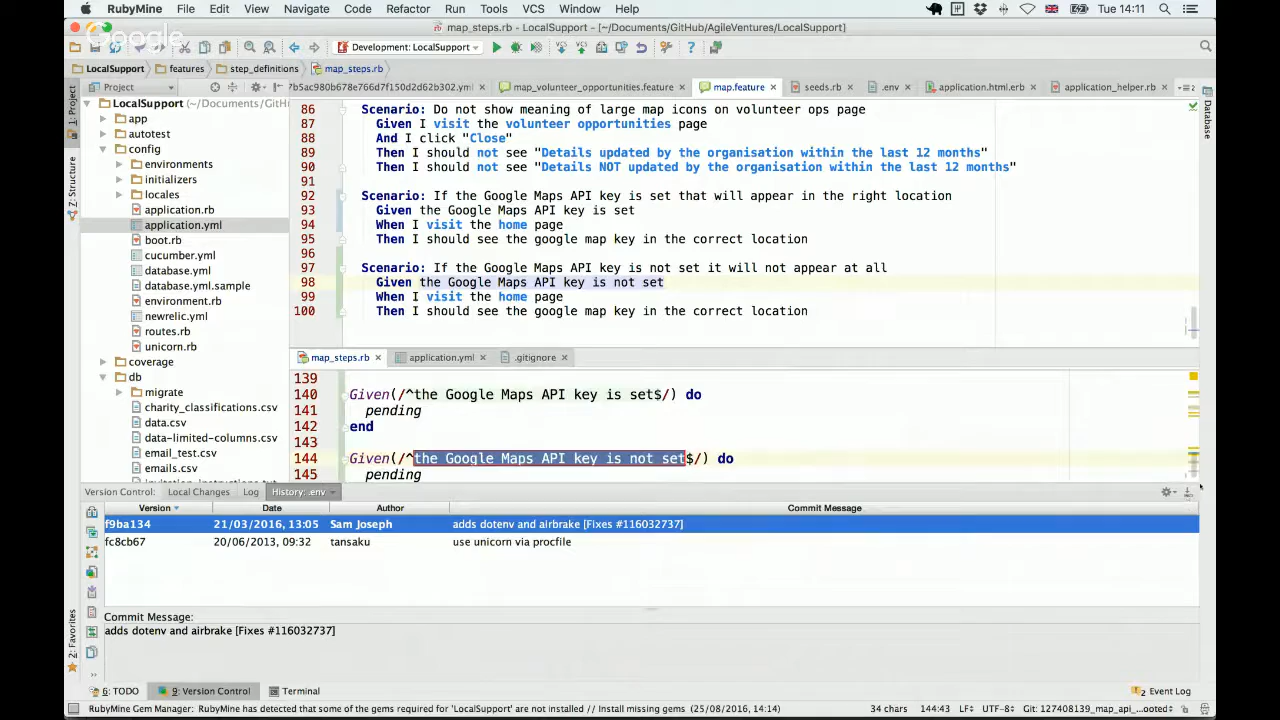 RubyMine File Edit View Navigate Code Refactor Run Tools VCS Window Help Tue 14:11
Google
map_steps.rb - LocalSupport - [~/Documents/GitHub/AgileVentures/LocalSupport]
Development: LocalSupport
LocalSupport features step_definitions map_steps.rb
Project 7b5ac980b678e766d7f4150d2d62b302.yml map_volunteer_opportunities.feature map.feature seeds.rb .env application.html.erb application_helper.rb
1: Project
7: Structure
2: Favorites
Database
LocalSupport (~/Documents/GitH
app
autotest
config
environments
initializers
locales
application.rb
application.yml
boot.rb
cucumber.yml
database.yml
database.yml.sample
environment.rb
newrelic.yml
routes.rb
unicorn.rb
coverage
db
migrate
charity_classifications.csv
data.csv
data-limited-columns.csv
email_test.csv
emails.csv
86 Scenario: Do not show meaning of large map icons on volunteer ops page
87 Given I visit the volunteer opportunities page
88 And I click "Close"
89 Then I should not see "Details updated by the organisation within the last 12 months"
90 Then I should not see "Details NOT updated by the organisation within the last 12 months"
91
92 Scenario: If the Google Maps API key is set that will appear in the right location
93 Given the Google Maps API key is set
94 When I visit the home page
95 Then I should see the google map key in the correct location
96
97 Scenario: If the Google Maps API key is not set it will not appear at all
98 Given the Google Maps API key is not set
99 When I visit the home page
100 Then I should see the google map key in the correct location
map_steps.rb application.yml .gitignore
139
140 Given(/^the Google Maps API key is set$/) do
141 pending
142 end
143
144 Given(/^the Google Maps API key is not set$/) do
145 pending
Version Control: Local Changes Log History: .env
Version Date Author Commit Message
f9ba134 21/03/2016, 13:05 Sam Joseph adds dotenv and airbrake [Fixes #116032737]
fc8cb67 20/06/2013, 09:32 tansaku use unicorn via procfile
Commit Message:
adds dotenv and airbrake [Fixes #116032737]
6: TODO 9: Version Control Terminal 2 Event Log
RubyMine Gem Manager: RubyMine has detected that some of the gems required for 'LocalSupport' are not installed // Install missing gems (25/08/2016, 14:14) 34 chars 144:43 LF UTF-8 Git: 127408139_map_api_...ooted